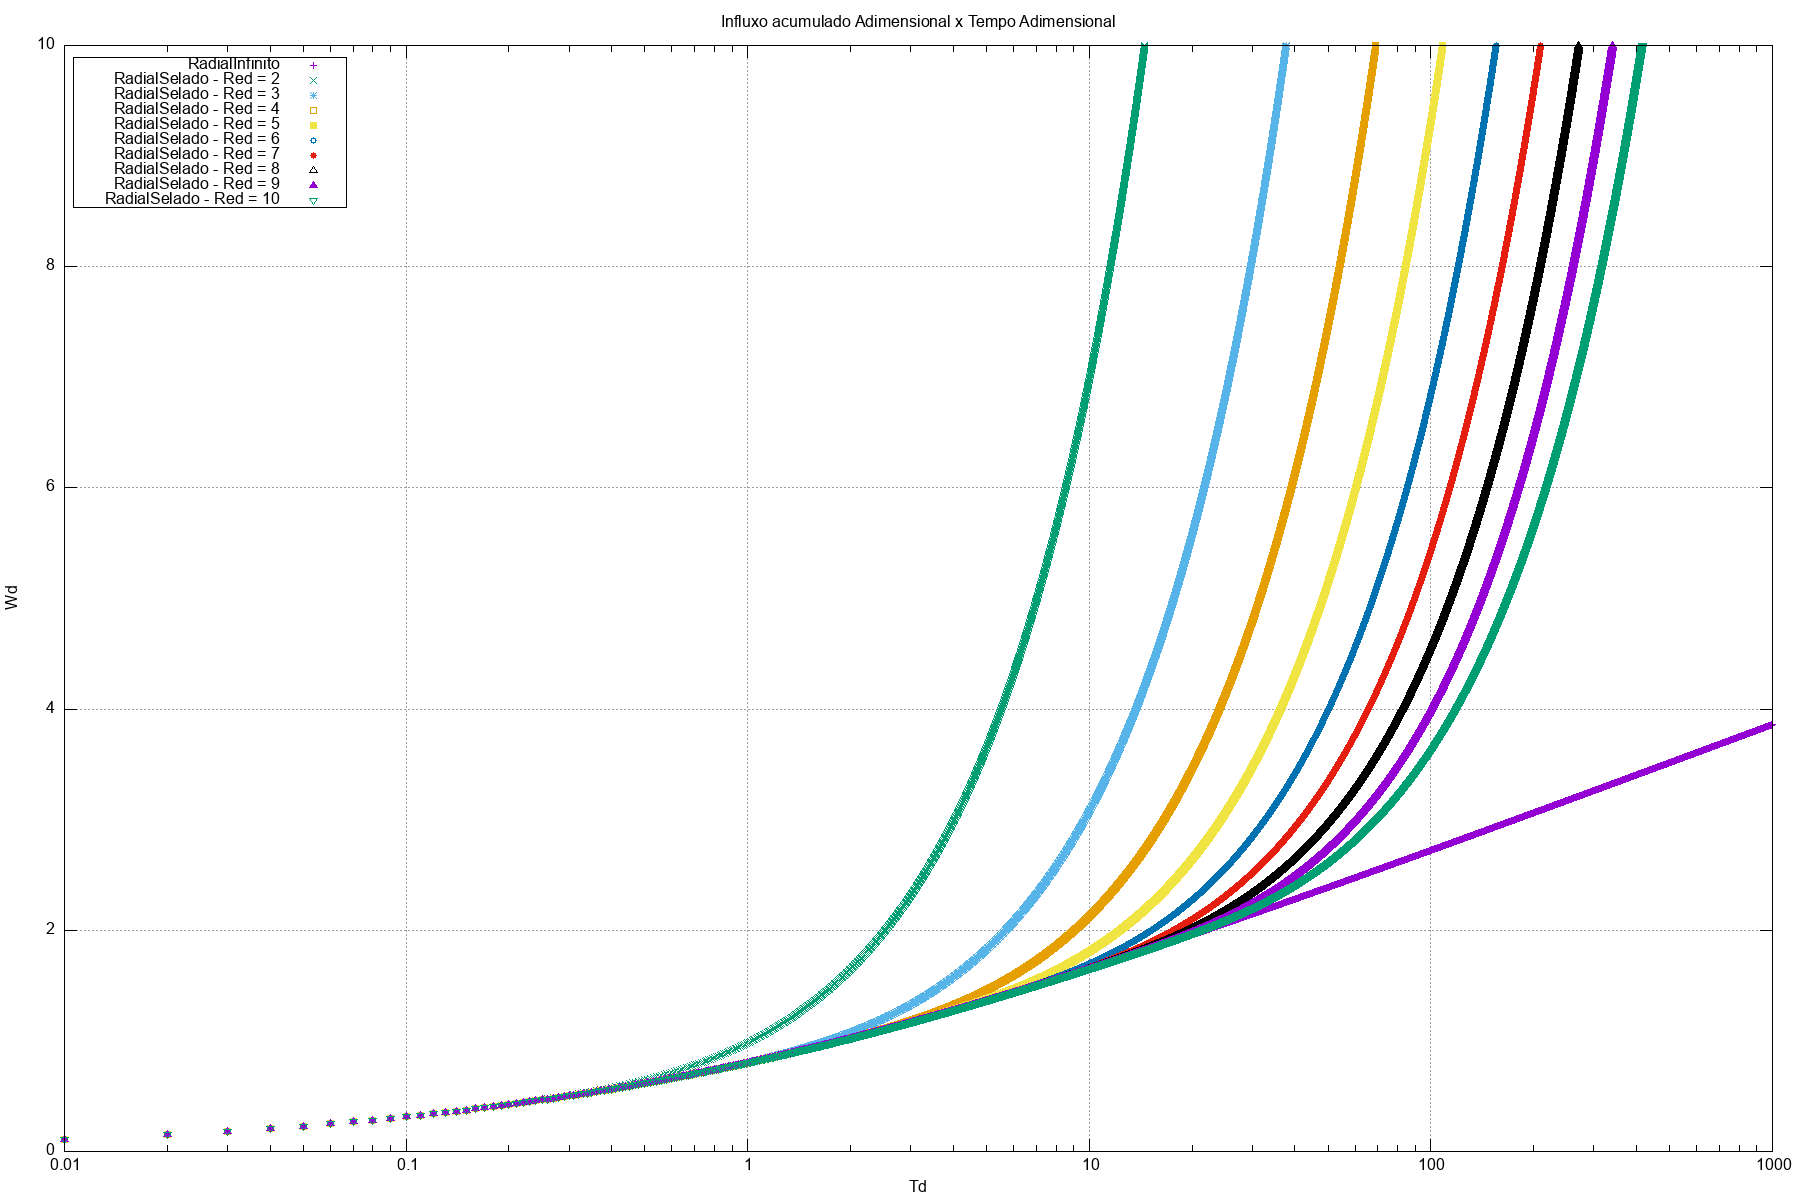 Influxo acumulado Adimensional x Tempo Adimensional
10
RadialInfinito
RadialSelado - Red = 2
RadialSelado - Red = 3
RadialSelado - Red = 4
RadialSelado - Red = 5
RadialSelado - Red = 6
RadialSelado - Red = 7
RadialSelado - Red = 8
RadialSelado - Red = 9
RadialSelado - Red = 10
8
6
Wd
4
2
0
0.01 0.1 1 10 100 1000
Td